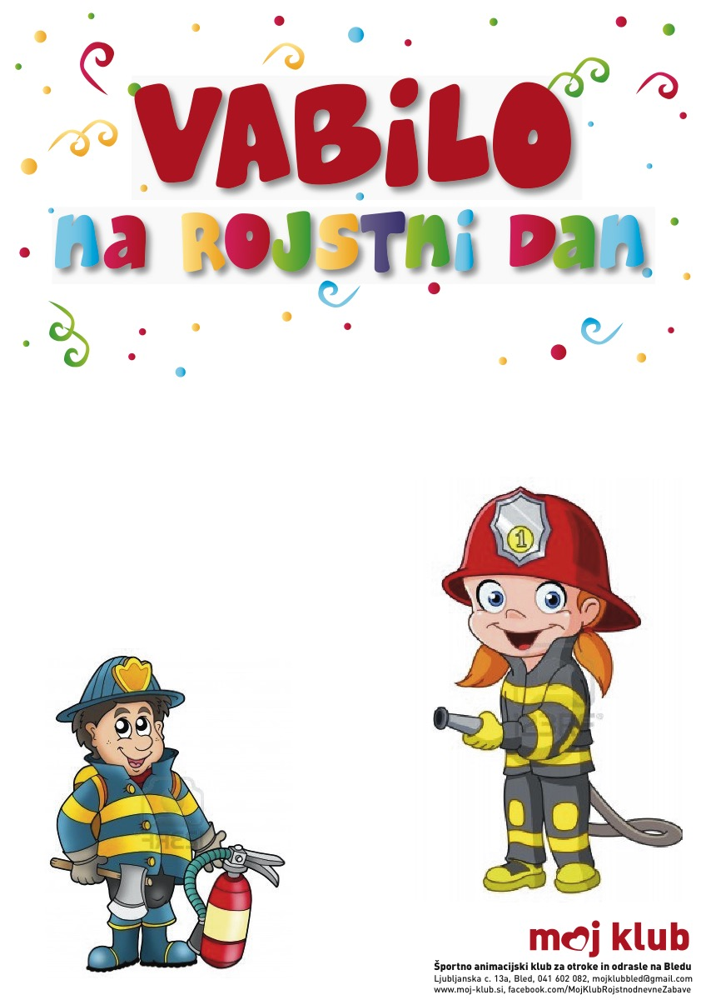 VABiLO
na ROJSTNi Dan
1
moj klub
Športno animacijski klub za otroke in odrasle na Bledu
Ljubljanska c. 13a, Bled, 041 602 082, mojklubbled@gmail.com
www.moj-klub.si, facebook.com/MojKlubRojstnodnevneZabave